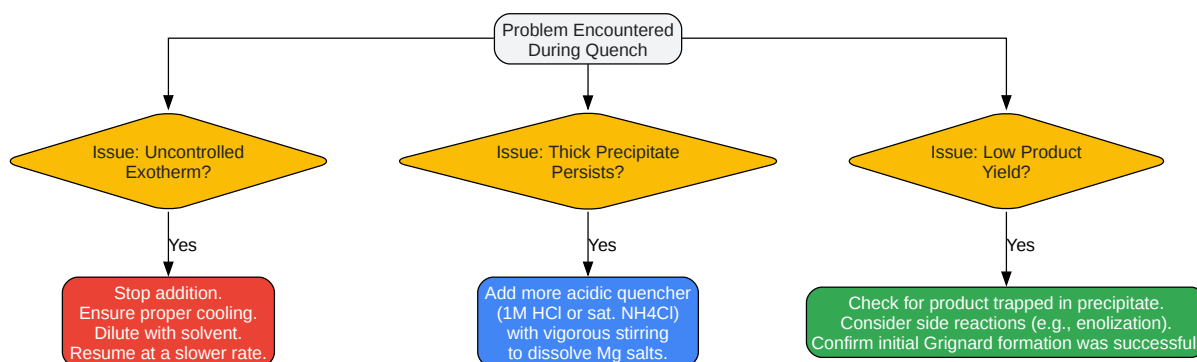 Problem Encountered
During Quench
Issue: Uncontrolled
Exotherm?
Issue: Thick Precipitate
Persists?
Issue: Low Product
Yield?
Yes
Yes
Yes
Stop addition.
Ensure proper cooling.
Dilute with solvent.
Resume at a slower rate.
Add more acidic quencher
(1M HCl or sat. NH4Cl)
with vigorous stirring
to dissolve Mg salts.
Check for product trapped in precipitate.
Consider side reactions (e.g., enolization).
Confirm initial Grignard formation was successful.